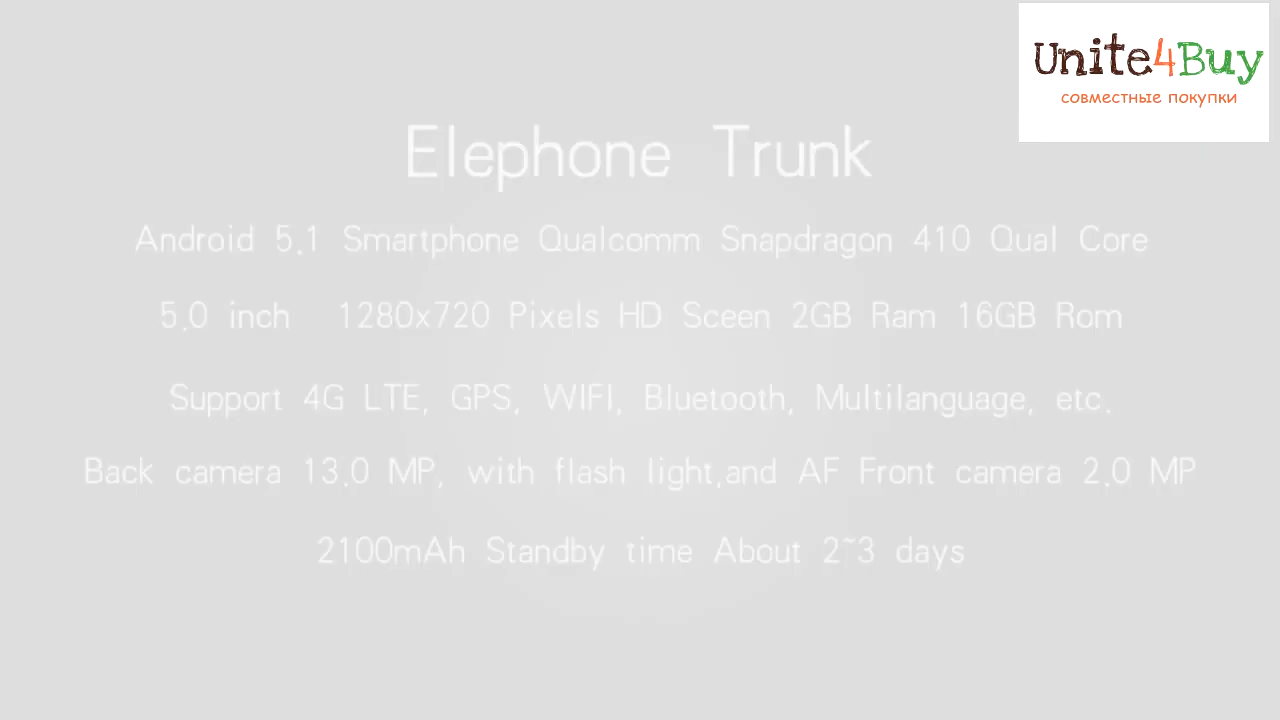 Unite4Buy
совместные покупки
Elephone Trunk
Android 5.1 Smartphone Qualcomm Snapdragon 410 Qual Core
5.0 inch 1280x720 Pixels HD Sceen 2GB Ram 16GB Rom
Support 4G LTE, GPS, WIFI, Bluetooth, Multilanguage, etc.
Back camera 13.0 MP, with flash light,and AF Front camera 2.0 MP
2100mAh Standby time About 2~3 days